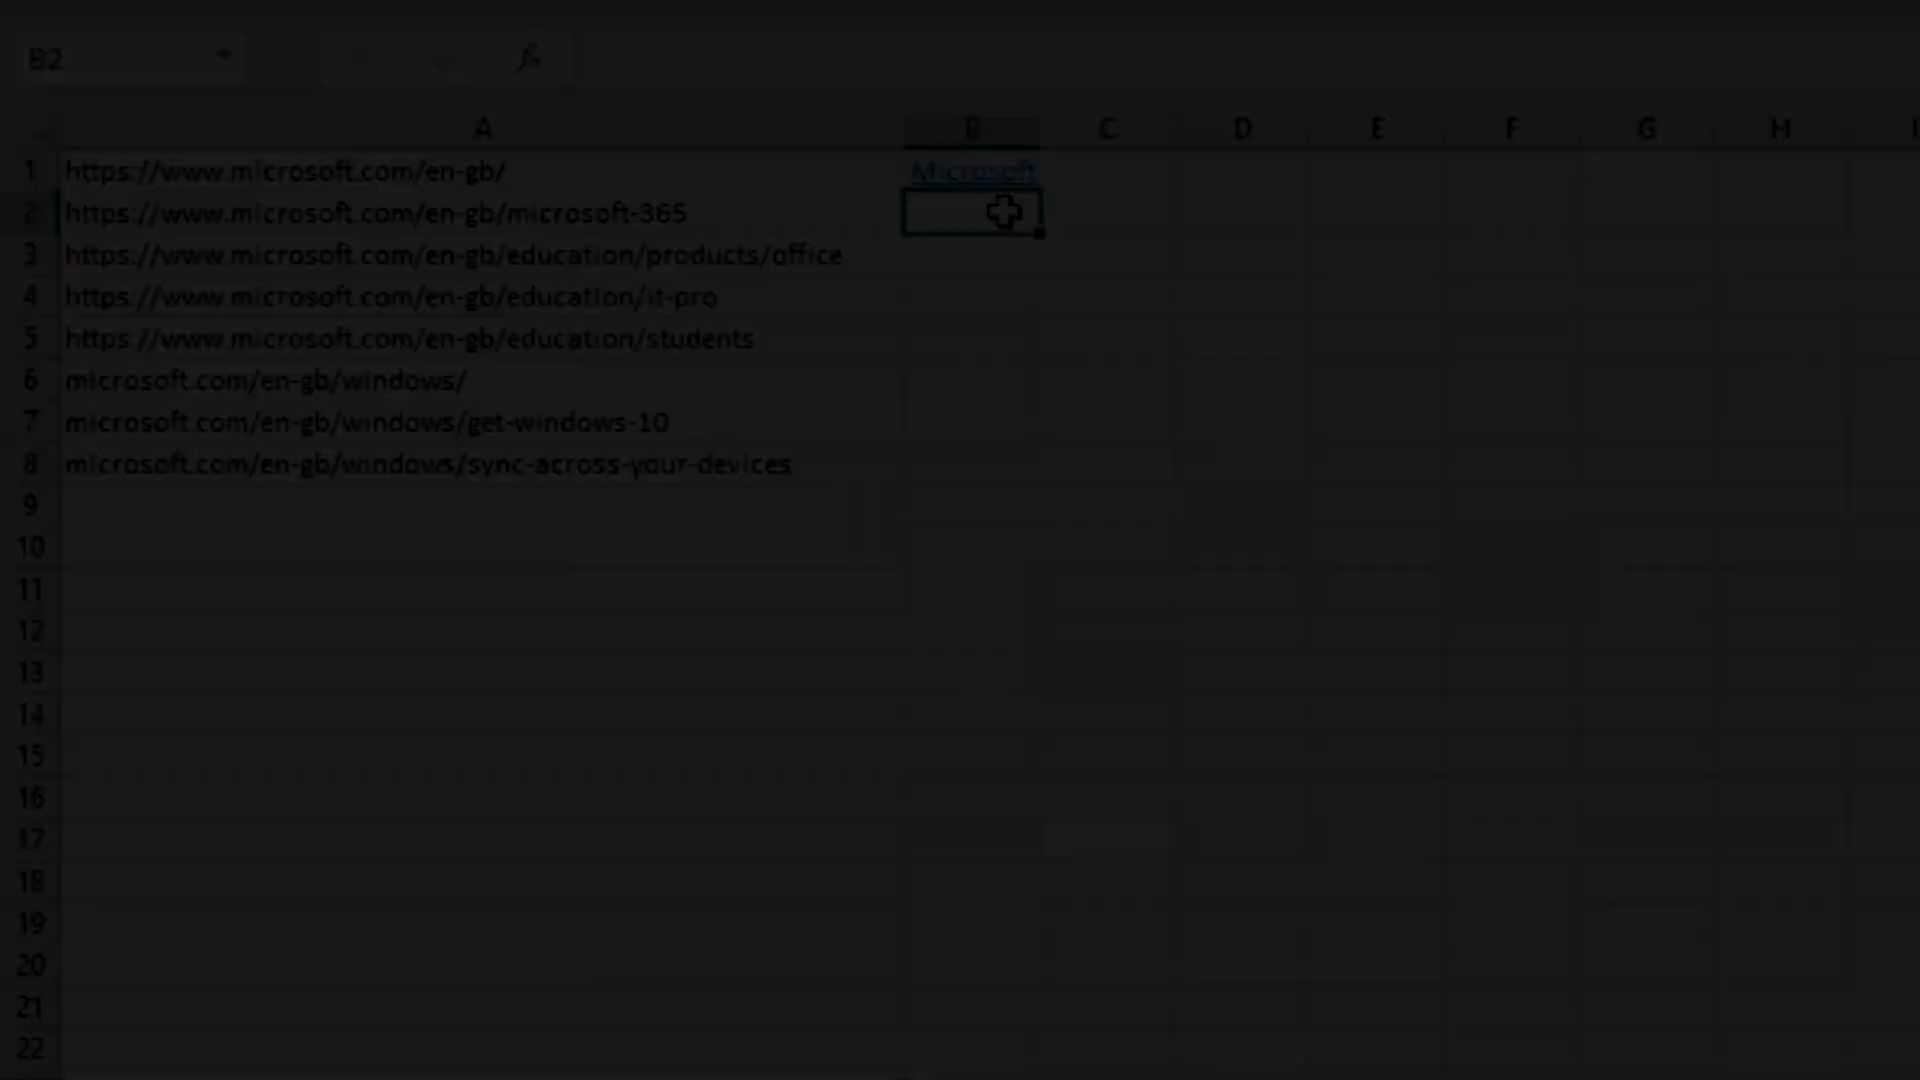 B2 fx
A B C D E F G H I
1 https://www.microsoft.com/en-gb/ Microsoft
2 https://www.microsoft.com/en-gb/microsoft-365
3 https://www.microsoft.com/en-gb/education/products/office
4 https://www.microsoft.com/en-gb/education/it-pro
5 https://www.microsoft.com/en-gb/education/students
6 microsoft.com/en-gb/windows/
7 microsoft.com/en-gb/windows/get-windows-10
8 microsoft.com/en-gb/windows/sync-across-your-devices
9
10
11
12
13
14
15
16
17
18
19
20
21
22